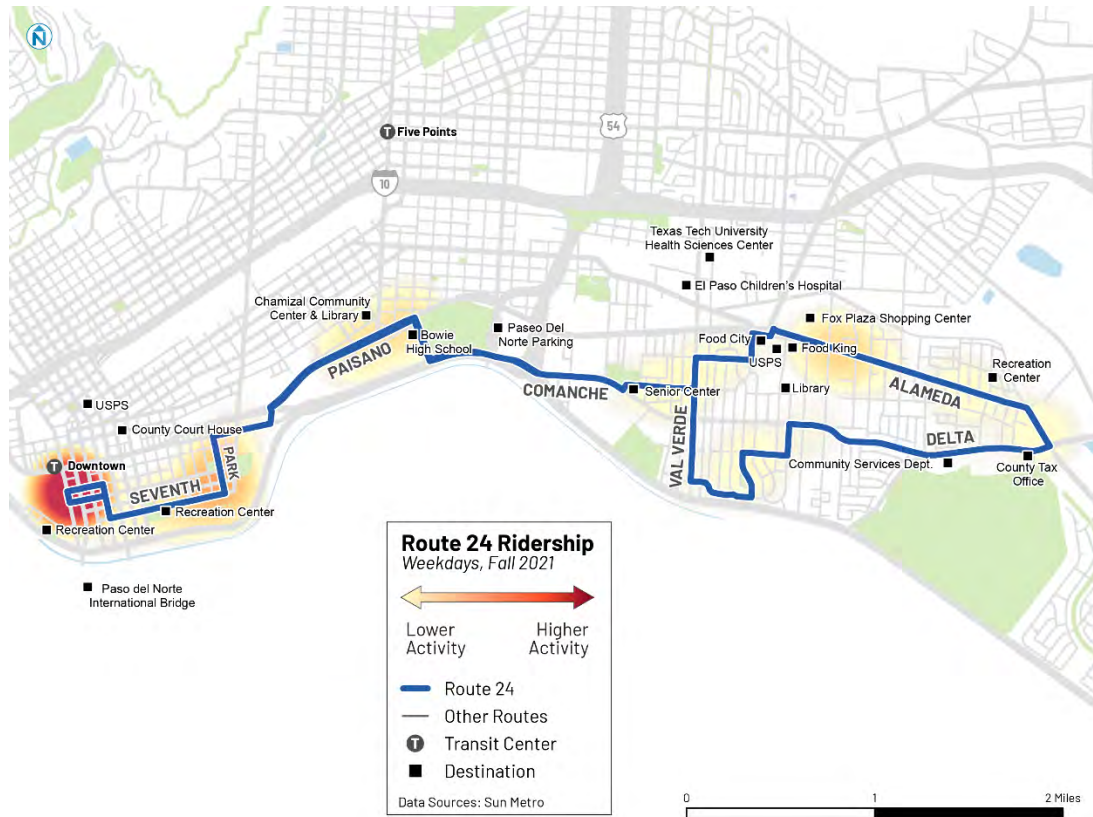 N
T Five Points
54
10
Texas Tech University
Health Sciences Center
El Paso Children's Hospital
Chamizal Community
Center & Library
Bowie
High School
Paseo Del
Norte Parking
Fox Plaza Shopping Center
Food City
USPS
Food King
Recreation
Center
PAISANO
COMANCHE
Senior Center
Library
ALAMEDA
USPS
County Court House
VAL VERDE
DELTA
Community Services Dept.
County Tax
Office
T Downtown
PARK
SEVENTH
Recreation Center
Recreation Center
Paso del Norte
International Bridge
Route 24 Ridership
Weekdays, Fall 2021
Lower
Activity
Higher
Activity
Route 24
Other Routes
T Transit Center
Destination
Data Sources: Sun Metro
0 1 2 Miles